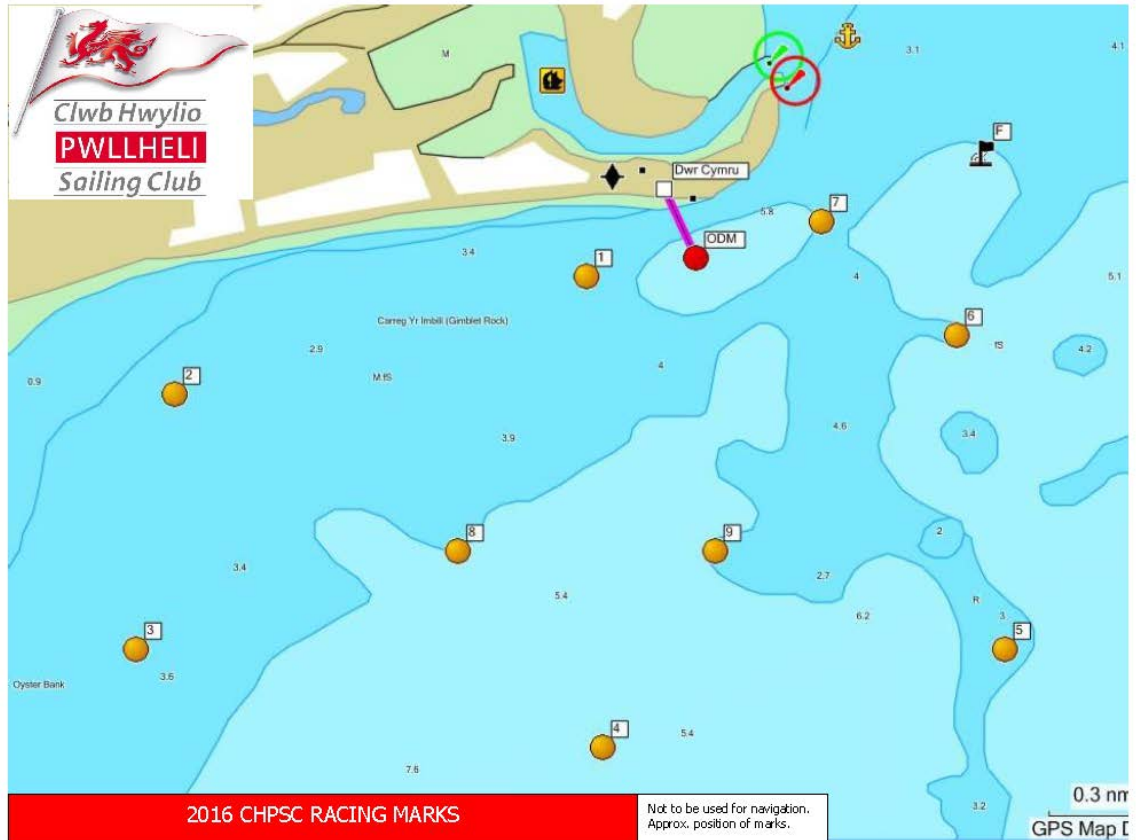 Clwb Hwylio
PWLLHELI
Sailing Club
M
3.1
4.1
F
Dwr Cymru
5.8
7
ODM
3.4
1
4
5.1
Carreg Yr Imbill (Gimblet Rock)
6
fS
2.9
4.2
0.9
2
M.fS
4
4.6
3.4
3.9
8
9
2
3.4
5.4
2.7
R
6.2
3
3
5
Oyster Bank
3.6
4
5.4
7.6
0.3 nm
3.2
2016 CHPSC RACING MARKS
Not to be used for navigation.
Approx. position of marks.
GPS Map D